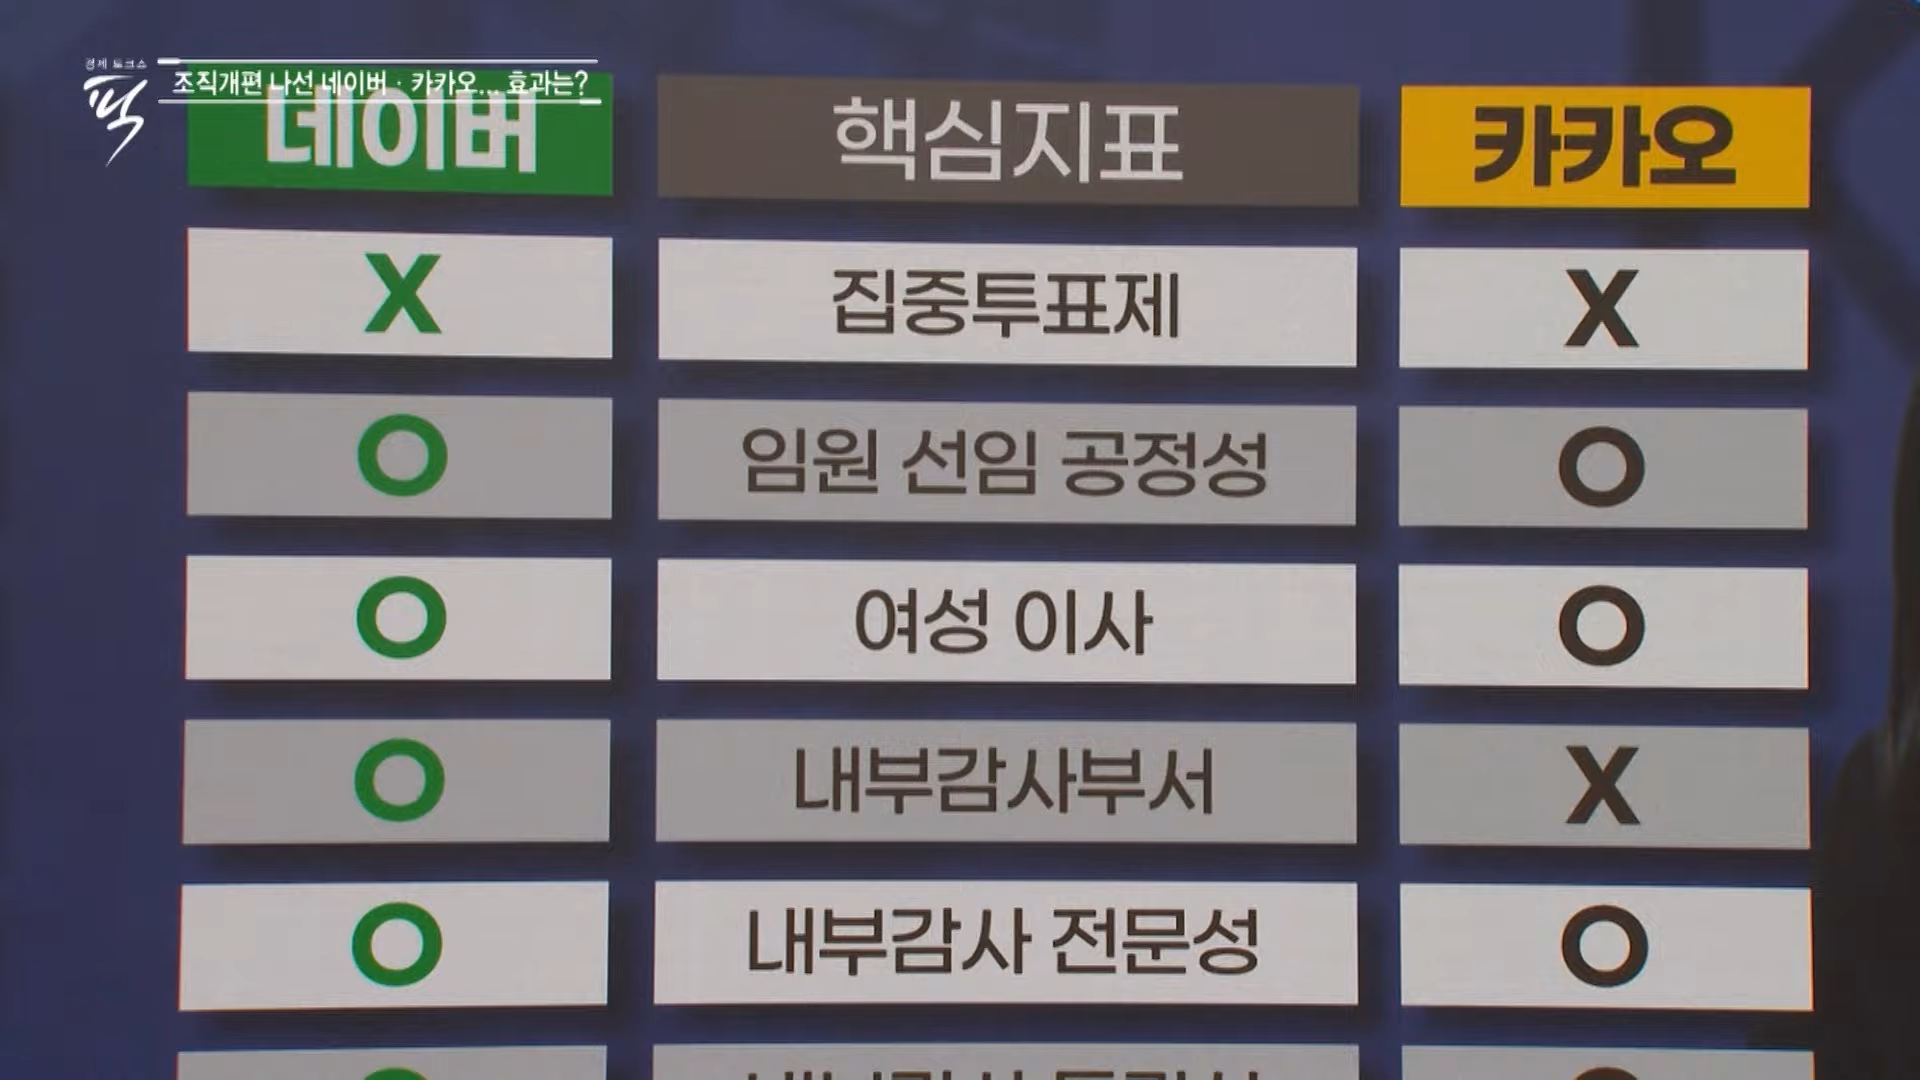 경제 토크쇼
픽
조직개편 나선 네이버·카카오... 효과는?
네이버 핵심지표 카카오
X 집중투표제 X
O 임원 선임 공정성 O
O 여성 이사 O
O 내부감사부서 X
O 내부감사 전문성 O